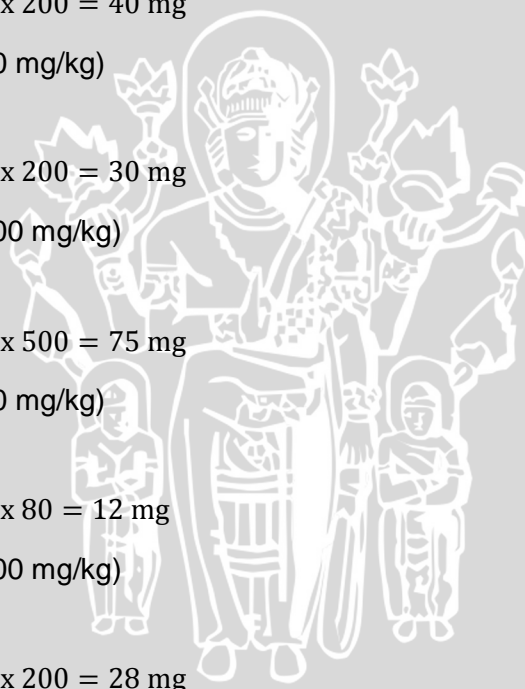 x 200 = 40 mg
0 mg/kg)
x 200 = 30 mg
00 mg/kg)
x 500 = 75 mg
0 mg/kg)
x 80 = 12 mg
00 mg/kg)
x 200 = 28 mg